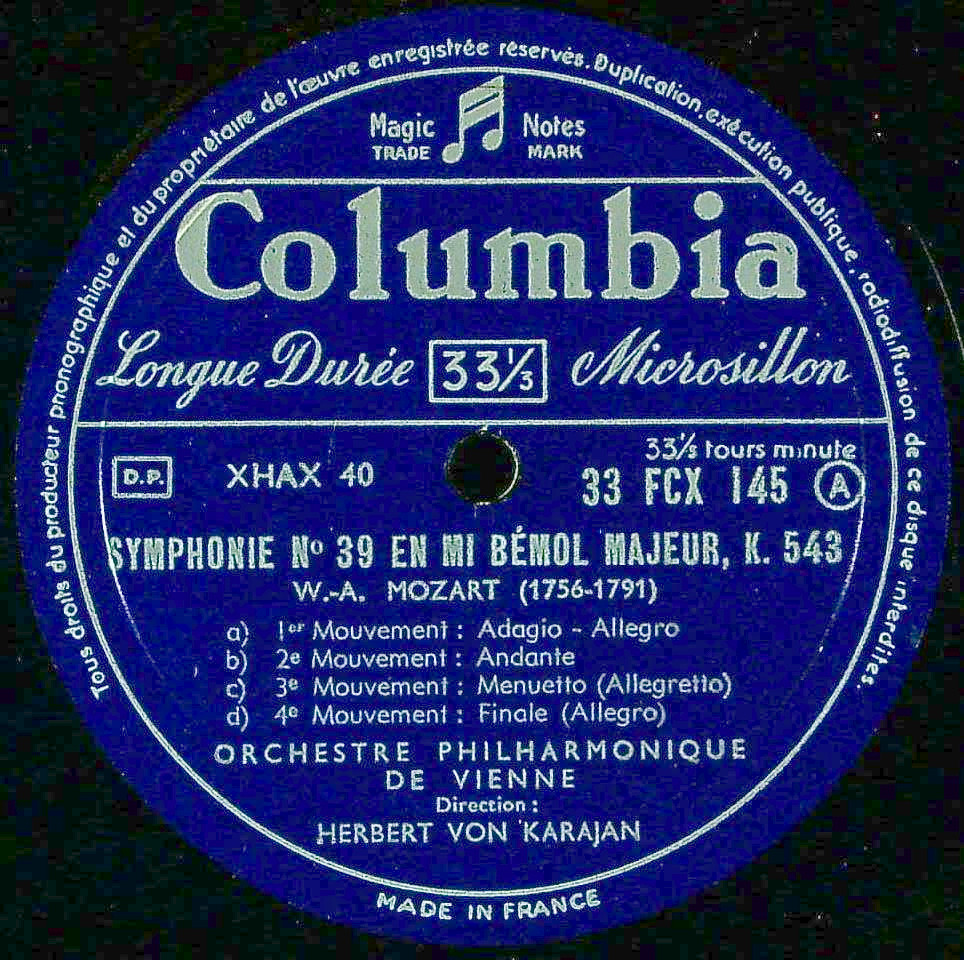 Tous droits du producteur phonographique et du propriétaire de l'œuvre enregistrée réservés. Duplication, exécution publique, radiodiffusion de ce disque interdites.
Magic Notes
TRADE MARK
Columbia
Longue Durée 33⅓ Microsillon
33⅓ tours minute
D.P. XHAX 40 33 FCX 145 A
SYMPHONIE Nº 39 EN MI BÉMOL MAJEUR, K. 543
W.-A. MOZART (1756-1791)
a) 1er Mouvement : Adagio - Allegro
b) 2e Mouvement : Andante
c) 3e Mouvement : Menuetto (Allegretto)
d) 4e Mouvement : Finale (Allegro)
ORCHESTRE PHILHARMONIQUE
DE VIENNE
Direction :
HERBERT VON KARAJAN
MADE IN FRANCE